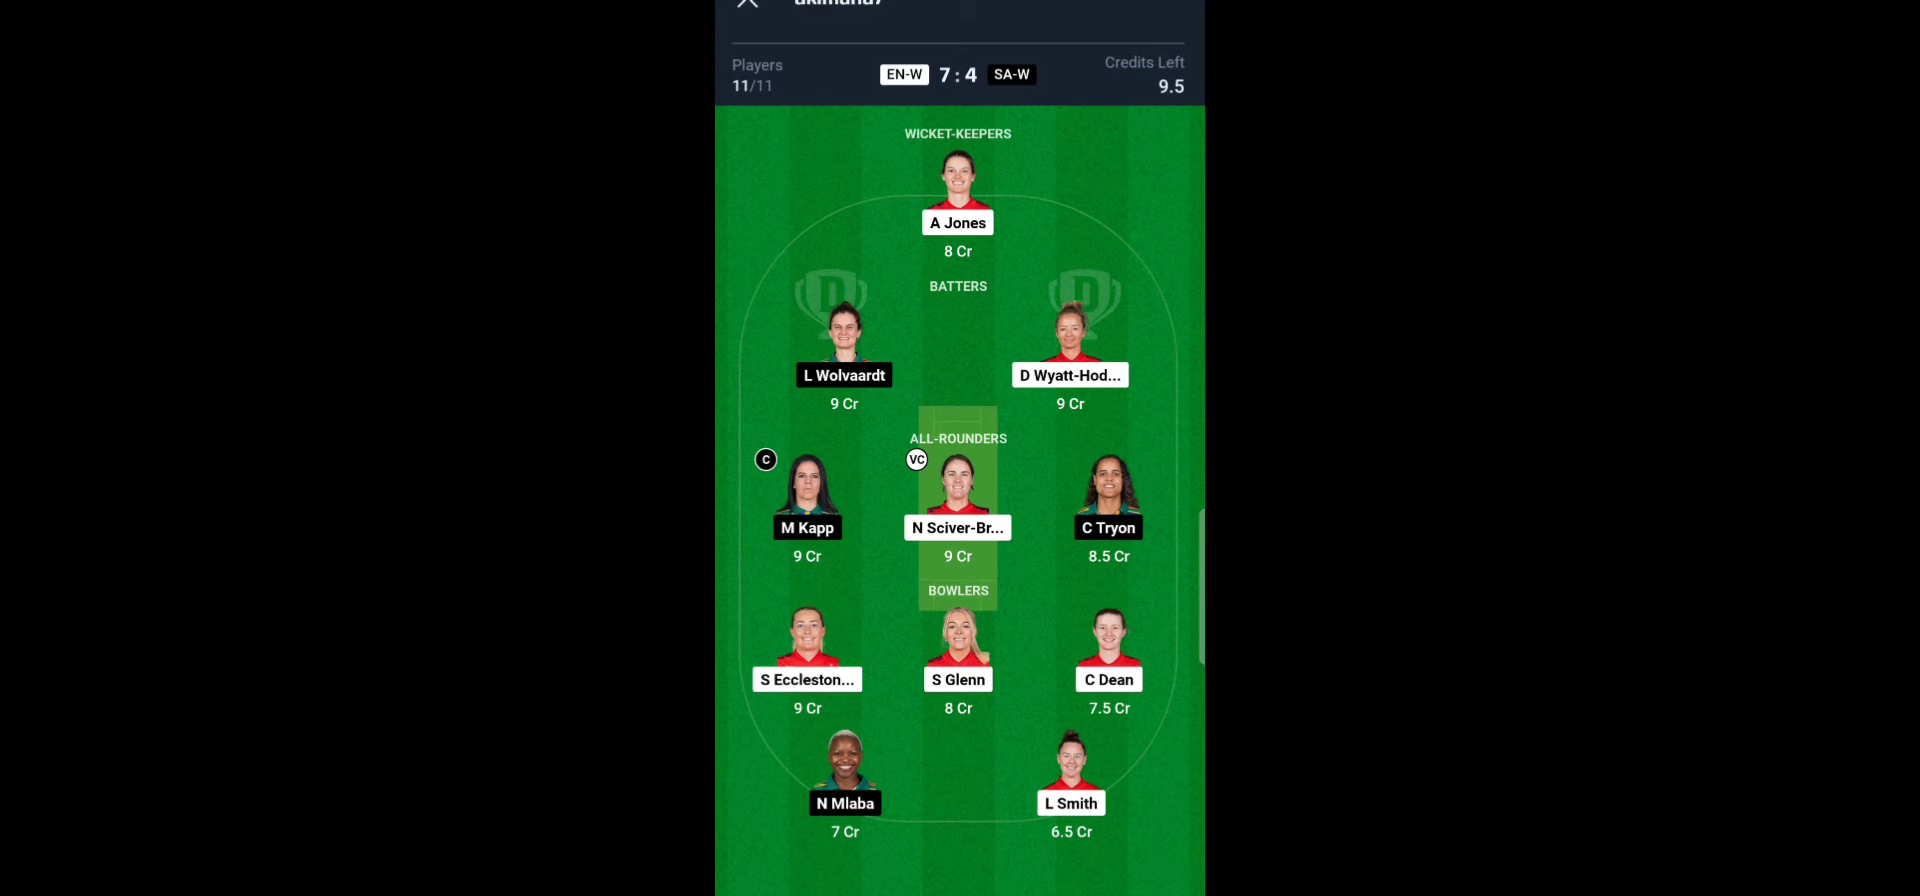 akimana7
Players
11/11
EN-W 7 : 4 SA-W
Credits Left
9.5
WICKET-KEEPERS
A Jones
8 Cr
BATTERS
L Wolvaardt
9 Cr
D Wyatt-Hod...
9 Cr
ALL-ROUNDERS
C
M Kapp
9 Cr
VC
N Sciver-Br...
9 Cr
C Tryon
8.5 Cr
BOWLERS
S Eccleston...
9 Cr
S Glenn
8 Cr
C Dean
7.5 Cr
N Mlaba
7 Cr
L Smith
6.5 Cr